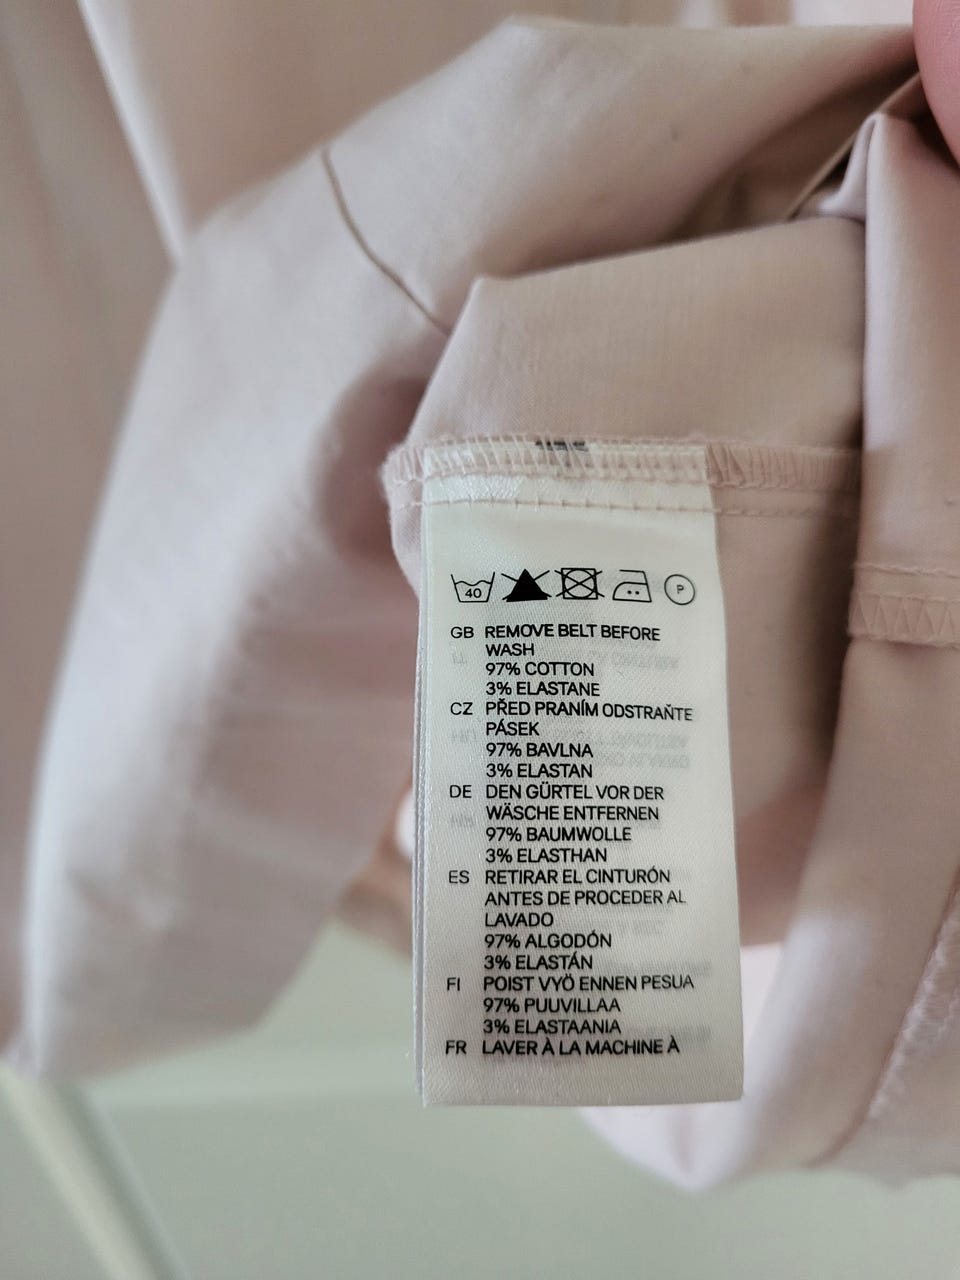 40 P
GB REMOVE BELT BEFORE
WASH
97% COTTON
3% ELASTANE
CZ PŘED PRANÍM ODSTRAŇTE
PÁSEK
97% BAVLNA
3% ELASTAN
DE DEN GÜRTEL VOR DER
WÄSCHE ENTFERNEN
97% BAUMWOLLE
3% ELASTHAN
ES RETIRAR EL CINTURÓN
ANTES DE PROCEDER AL
LAVADO
97% ALGODÓN
3% ELASTÁN
FI POIST VYÖ ENNEN PESUA
97% PUUVILLAA
3% ELASTAANIA
FR LAVER À LA MACHINE À